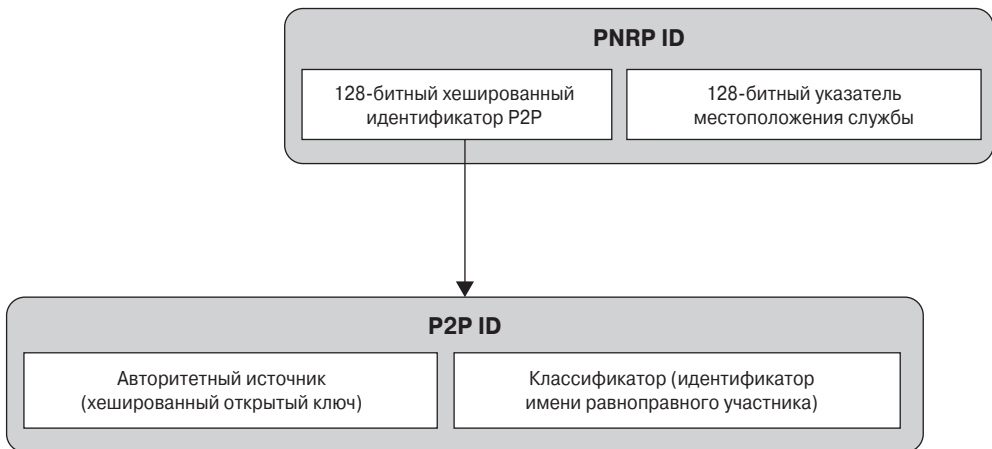 PNRP ID
128-битный хешированный
идентификатор P2P
128-битный указатель
местоположения службы
P2P ID
Авторитетный источник
(хешированный открытый ключ)
Классификатор (идентификатор
имени равноправного участника)